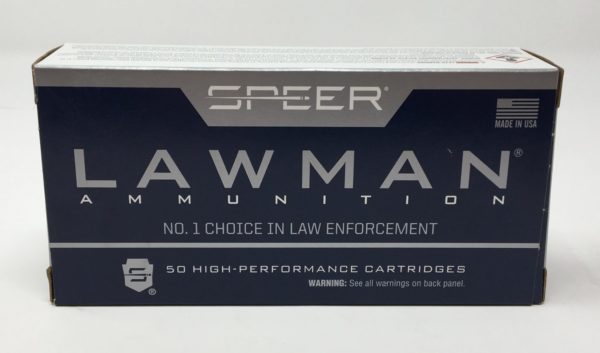 SPEER®
MADE IN USA
LAWMAN®
AMMUNITION
NO. 1 CHOICE IN LAW ENFORCEMENT
50 HIGH-PERFORMANCE CARTRIDGES
S ®
WARNING: See all warnings on back panel.